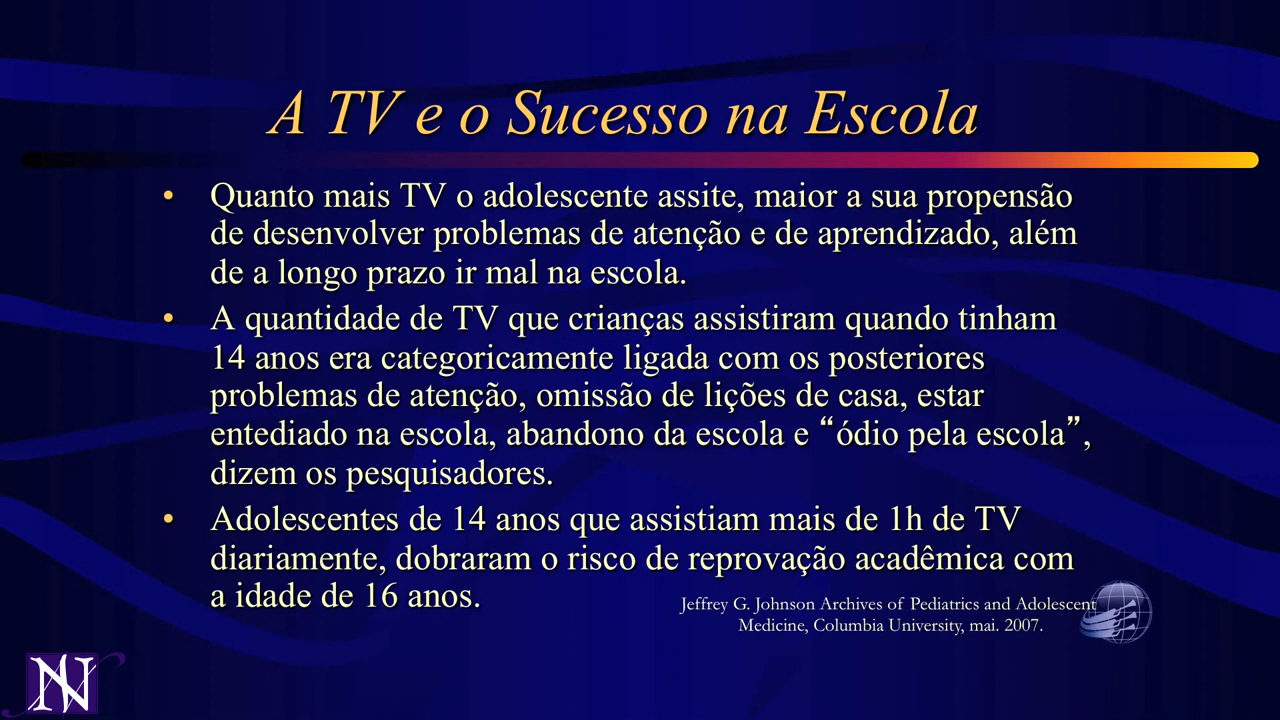 A TV e o Sucesso na Escola
• Quanto mais TV o adolescente assite, maior a sua propensão
de desenvolver problemas de atenção e de aprendizado, além
de a longo prazo ir mal na escola.
• A quantidade de TV que crianças assistiram quando tinham
14 anos era categoricamente ligada com os posteriores
problemas de atenção, omissão de lições de casa, estar
entediado na escola, abandono da escola e “ódio pela escola”,
dizem os pesquisadores.
• Adolescentes de 14 anos que assistiam mais de 1h de TV
diariamente, dobraram o risco de reprovação acadêmica com
a idade de 16 anos.
Jeffrey G. Johnson Archives of Pediatrics and Adolescent
Medicine, Columbia University, mai. 2007.
N